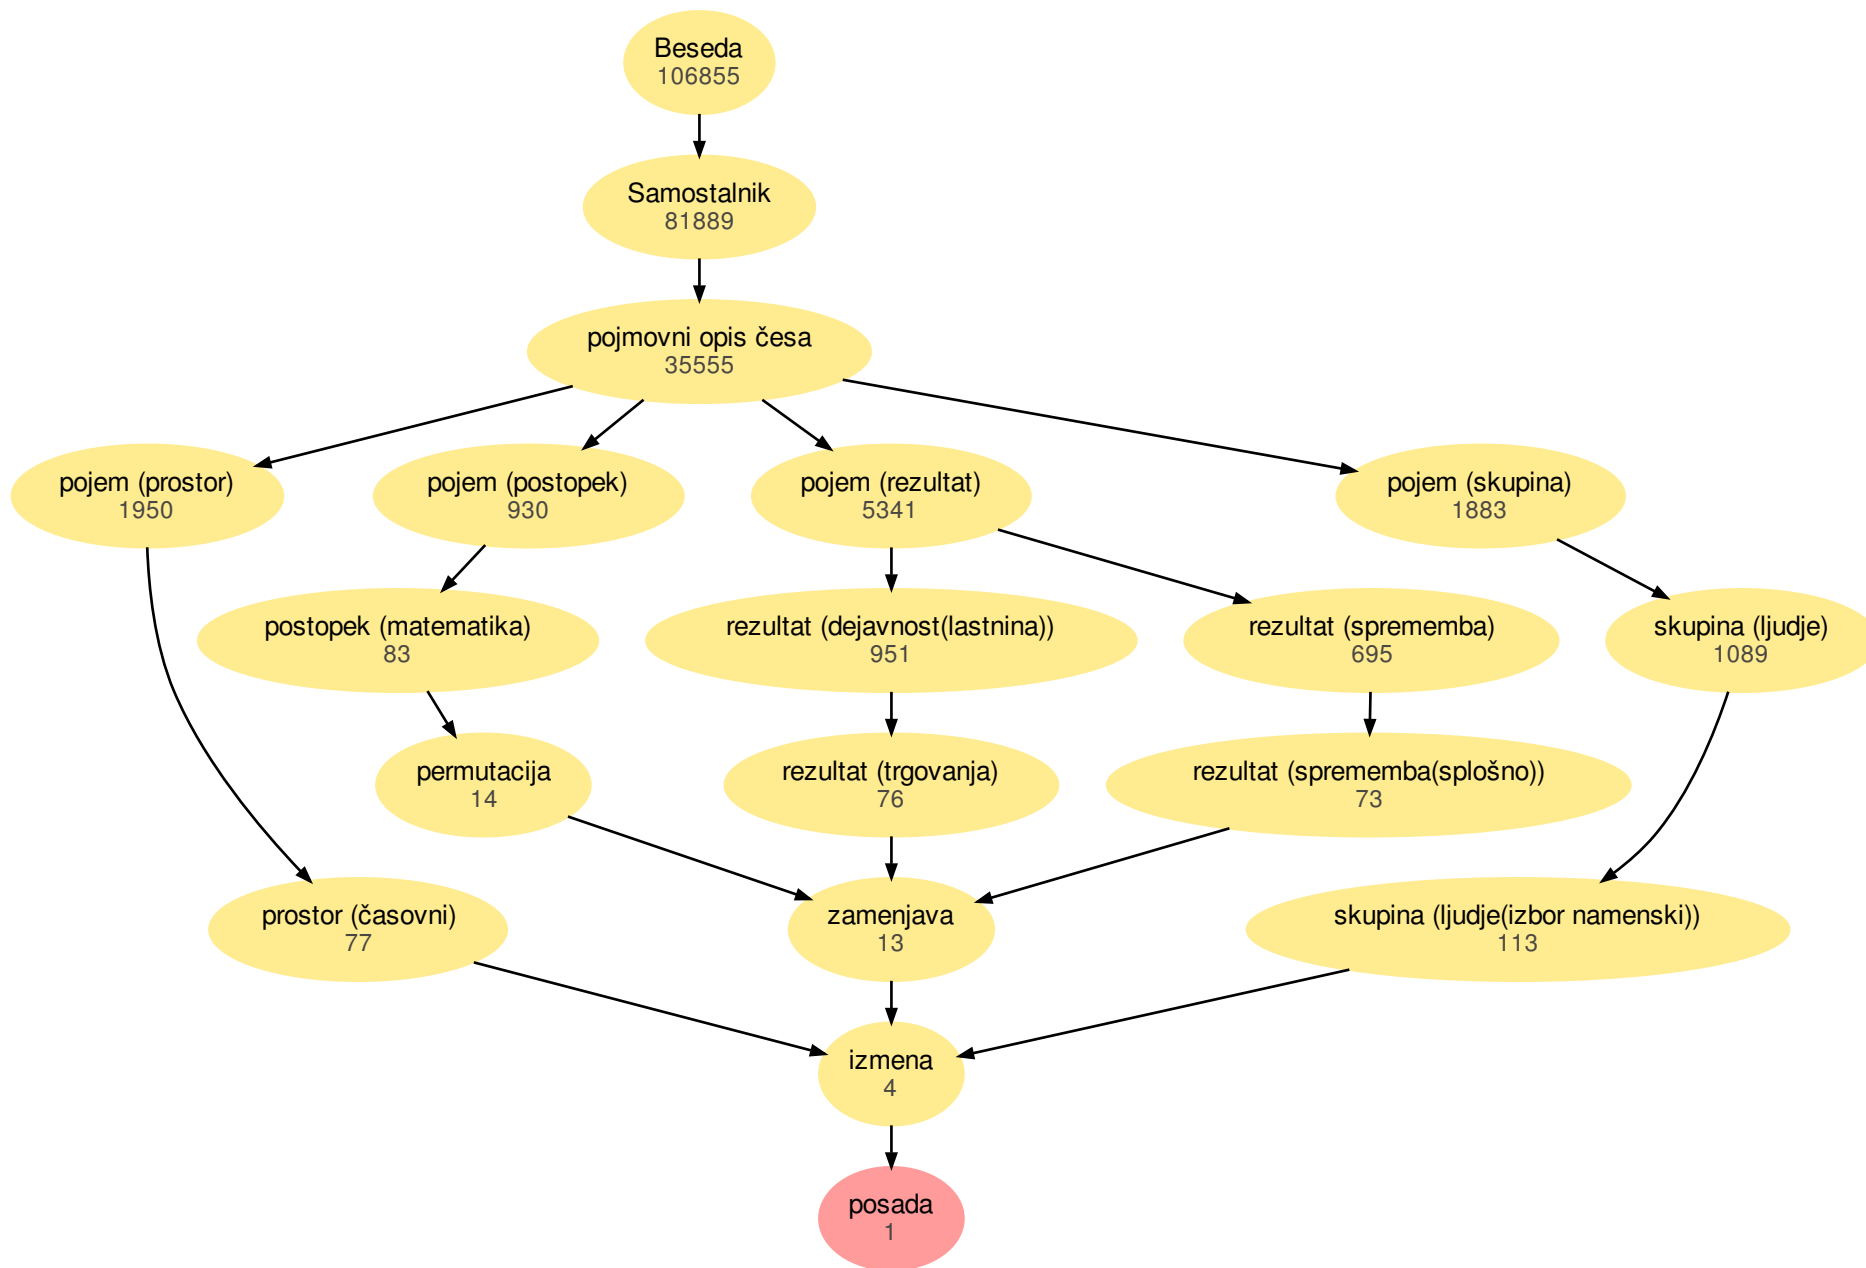 Beseda
106855
Samostalnik
81889
pojmovni opis česa
35555
pojem (prostor)
1950
pojem (postopek)
930
pojem (rezultat)
5341
pojem (skupina)
1883
postopek (matematika)
83
rezultat (dejavnost(lastnina))
951
rezultat (sprememba)
695
skupina (ljudje)
1089
permutacija
14
rezultat (trgovanja)
76
rezultat (sprememba(splošno))
73
prostor (časovni)
77
zamenjava
13
skupina (ljudje(izbor namenski))
113
izmena
4
posada
1